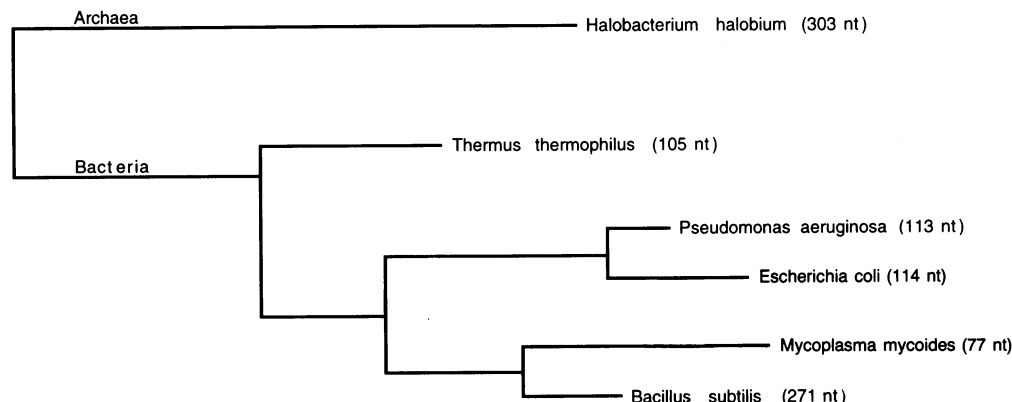 Archaea
Halobacterium halobium (303 nt)
Thermus thermophilus (105 nt)
Bacteria
Pseudomonas aeruginosa (113 nt)
Escherichia coli (114 nt)
Mycoplasma mycoides (77 nt)
Bacillus subtilis (271 nt)